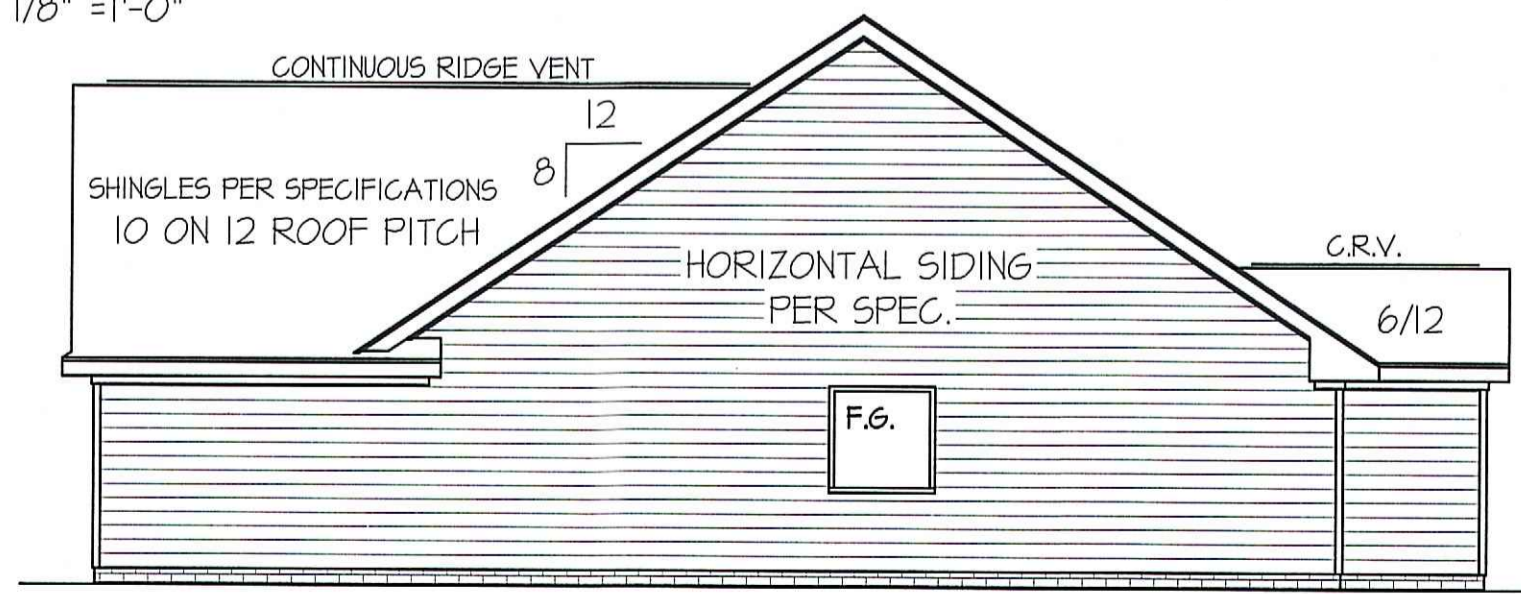 1/8" =1'-0"
CONTINUOUS RIDGE VENT
12
8
SHINGLES PER SPECIFICATIONS
10 ON 12 ROOF PITCH
HORIZONTAL SIDING
PER SPEC.
C.R.V.
6/12
F.G.